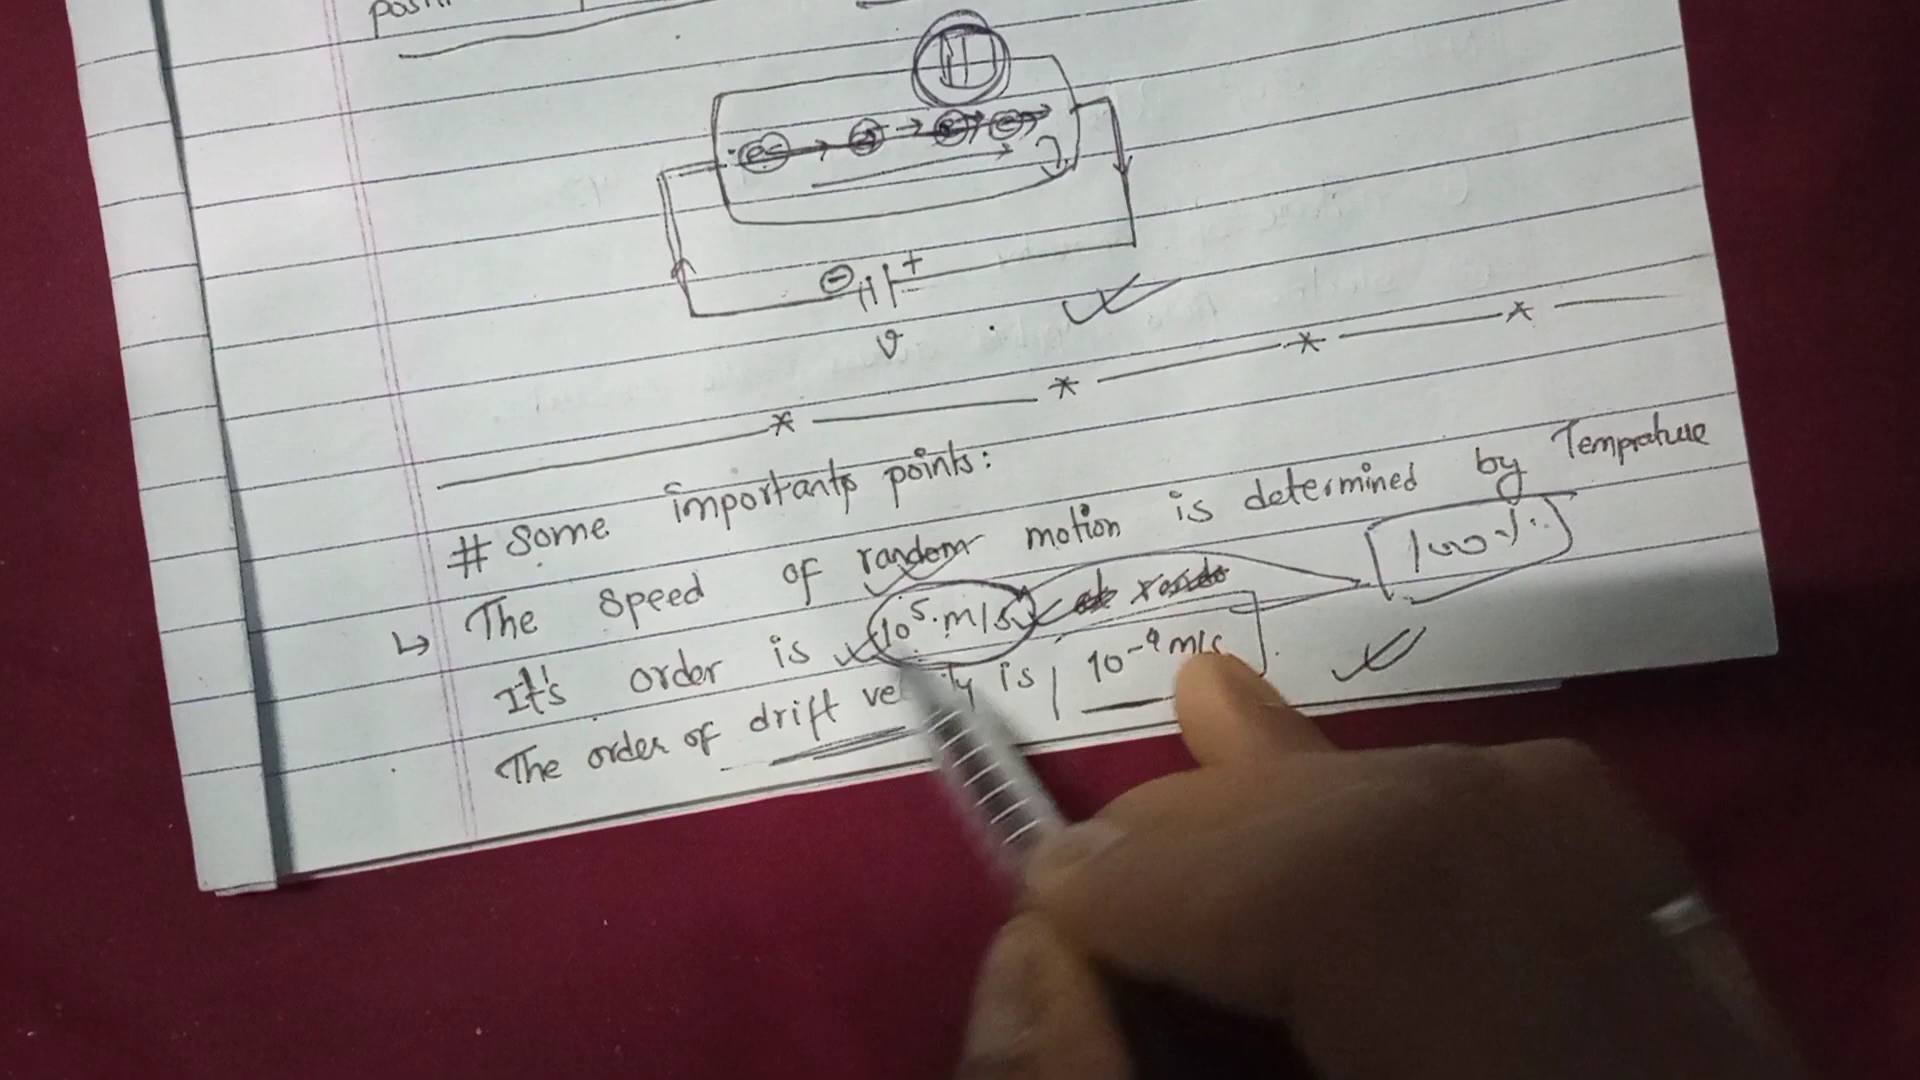 ⊖ +
V
# Some importants points:
↳ The speed of random motion is determined by Temprature
It's order is 10⁵ m/s 100%
The order of drift velocity is 10⁻⁴ m/s